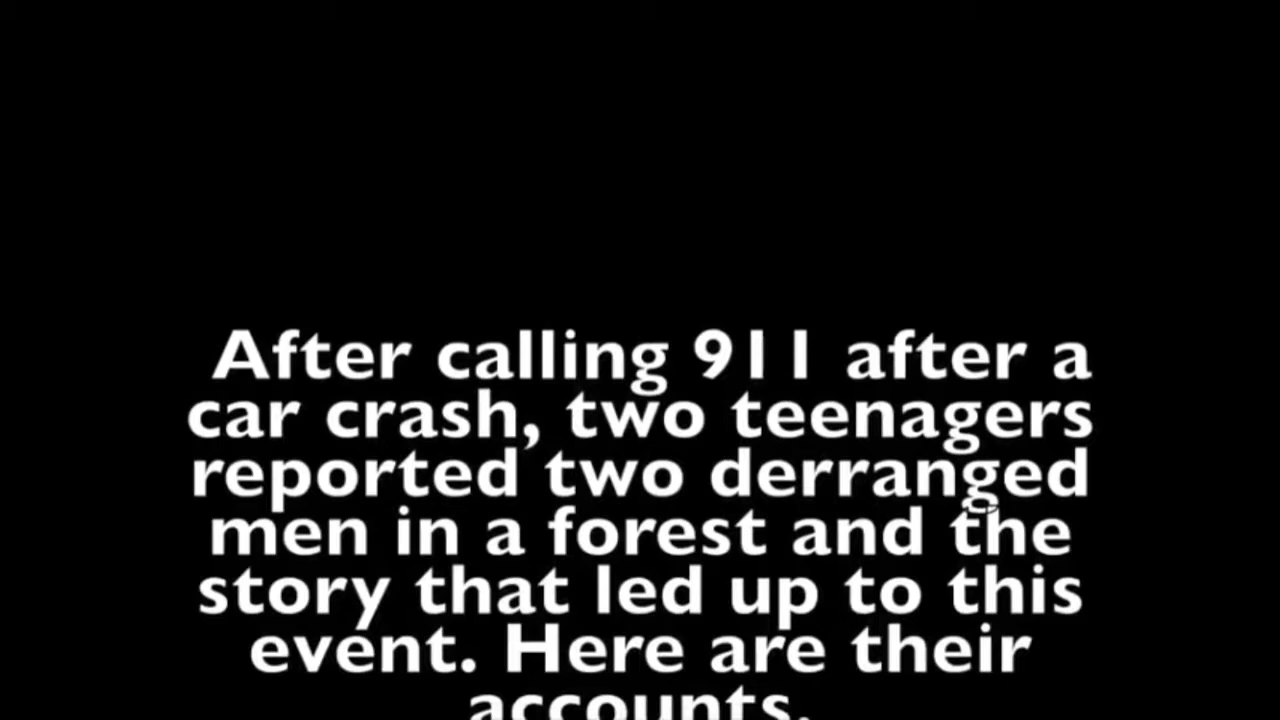 After calling 911 after a
car crash, two teenagers
reported two derranged
men in a forest and the
story that led up to this
event. Here are their
accounts.